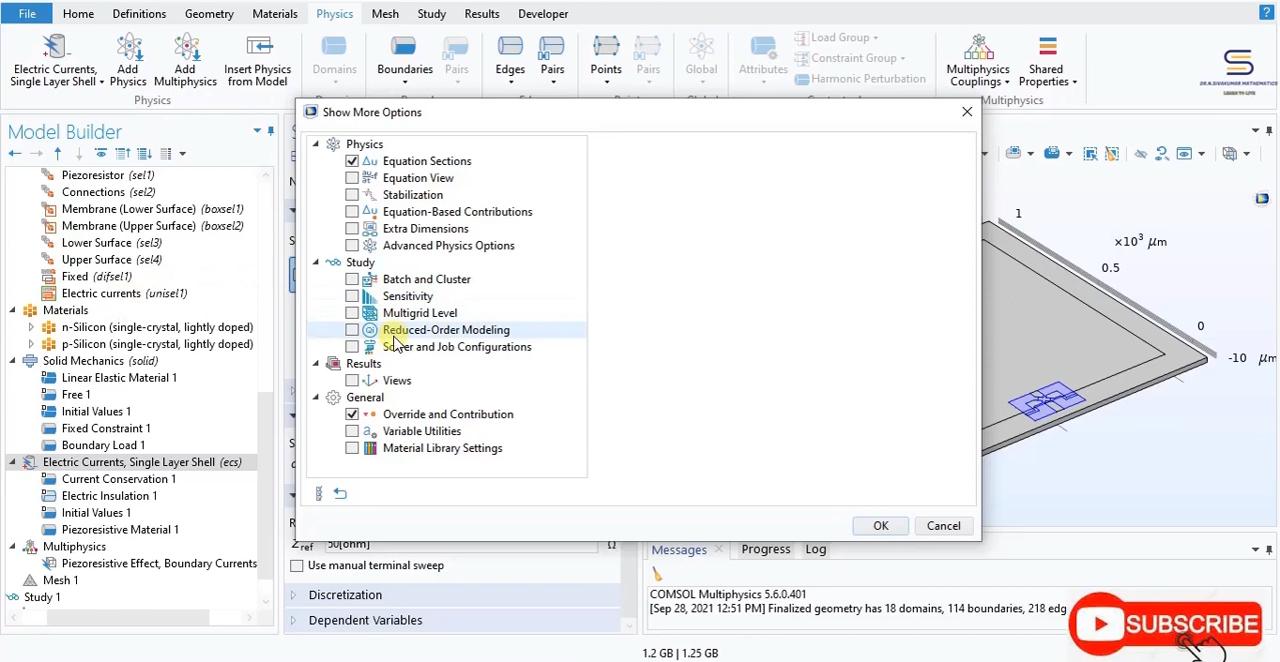 File Home Definitions Geometry Materials Physics Mesh Study Results Developer
Electric Currents, Single Layer Shell
Add Physics
Add Multiphysics
Insert Physics from Model
Domains
Boundaries
Pairs
Edges
Pairs
Points
Pairs
Global
Attributes
Load Group
Constraint Group
Harmonic Perturbation
Multiphysics Couplings
Shared Properties
Physics
Multiphysics
DR.N.SIVAKUMAR MATHEMATICS
LEARN TO LIVE
Model Builder
Piezoresistor (sel1)
Connections (sel2)
Membrane (Lower Surface) (boxsel1)
Membrane (Upper Surface) (boxsel2)
Lower Surface (sel3)
Upper Surface (sel4)
Fixed (difsel1)
Electric currents (unisel1)
Materials
n-Silicon (single-crystal, lightly doped)
p-Silicon (single-crystal, lightly doped)
Solid Mechanics (solid)
Linear Elastic Material 1
Free 1
Initial Values 1
Fixed Constraint 1
Boundary Load 1
Electric Currents, Single Layer Shell (ecs)
Current Conservation 1
Electric Insulation 1
Initial Values 1
Piezoresistive Material 1
Multiphysics
Piezoresistive Effect, Boundary Currents
Mesh 1
Study 1
Show More Options
Physics
Equation Sections
Equation View
Stabilization
Equation-Based Contributions
Extra Dimensions
Advanced Physics Options
Study
Batch and Cluster
Sensitivity
Multigrid Level
Reduced-Order Modeling
Solver and Job Configurations
Results
Views
General
Override and Contribution
Variable Utilities
Material Library Settings
OK Cancel
Zref 50[ohm] Ω
Use manual terminal sweep
Discretization
Dependent Variables
1
×10³ μm
0.5
0
-10 μm
Messages Progress Log
COMSOL Multiphysics 5.6.0.401
[Sep 28, 2021 12:51 PM] Finalized geometry has 18 domains, 114 boundaries, 218 edg
SUBSCRIBE
1.2 GB | 1.25 GB